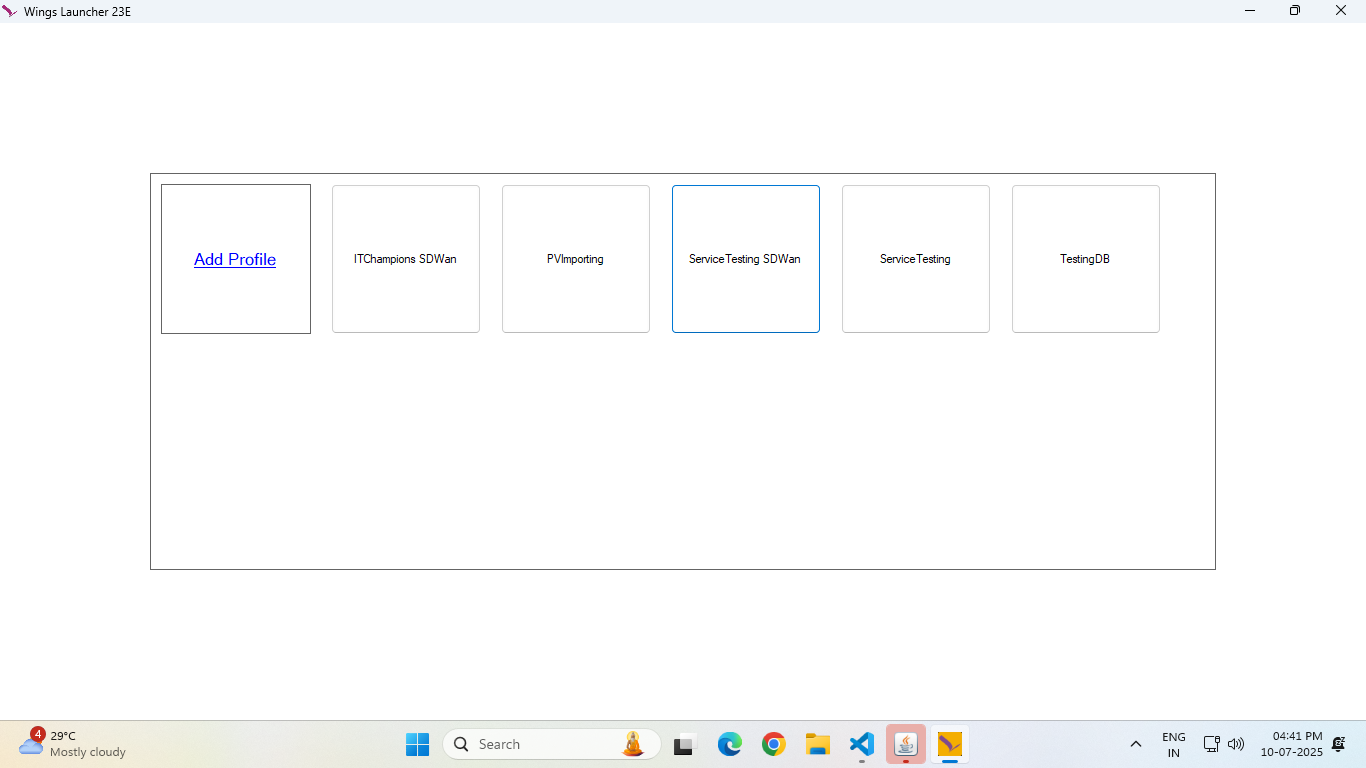 Wings Launcher 23E
Add Profile
ITChampions SDWan
PVImporting
ServiceTesting SDWan
ServiceTesting
TestingDB
4
29°C
Mostly cloudy
Search
ENG
IN
04:41 PM
10-07-2025